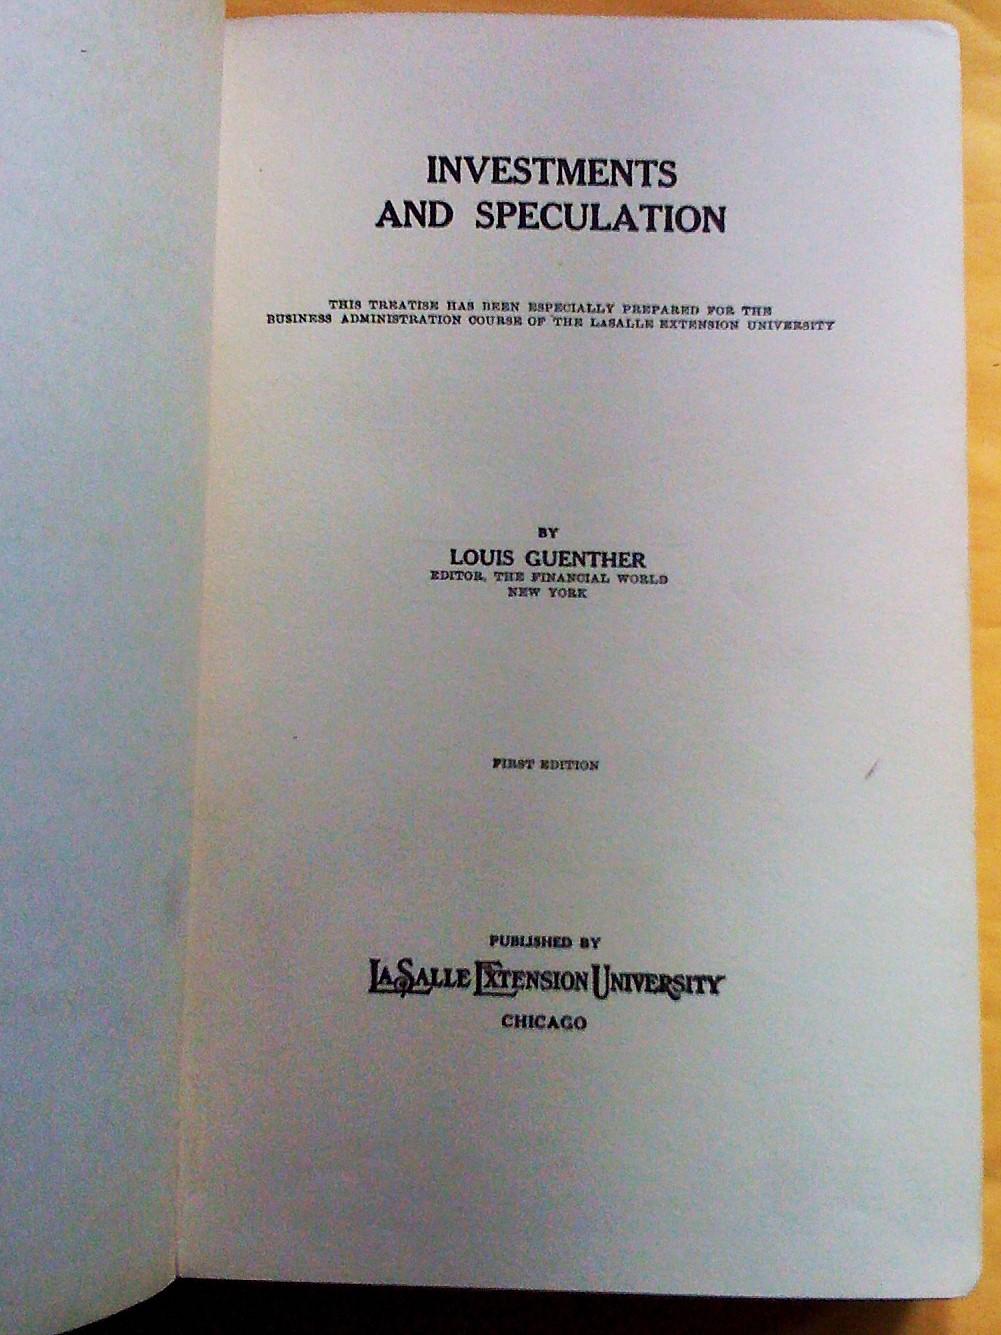 INVESTMENTS
AND SPECULATION
THIS TREATISE HAS BEEN ESPECIALLY PREPARED FOR THE
BUSINESS ADMINISTRATION COURSE OF THE LASALLE EXTENSION UNIVERSITY
BY
LOUIS GUENTHER
EDITOR, THE FINANCIAL WORLD
NEW YORK
FIRST EDITION
PUBLISHED BY
LASALLE EXTENSION UNIVERSITY
CHICAGO